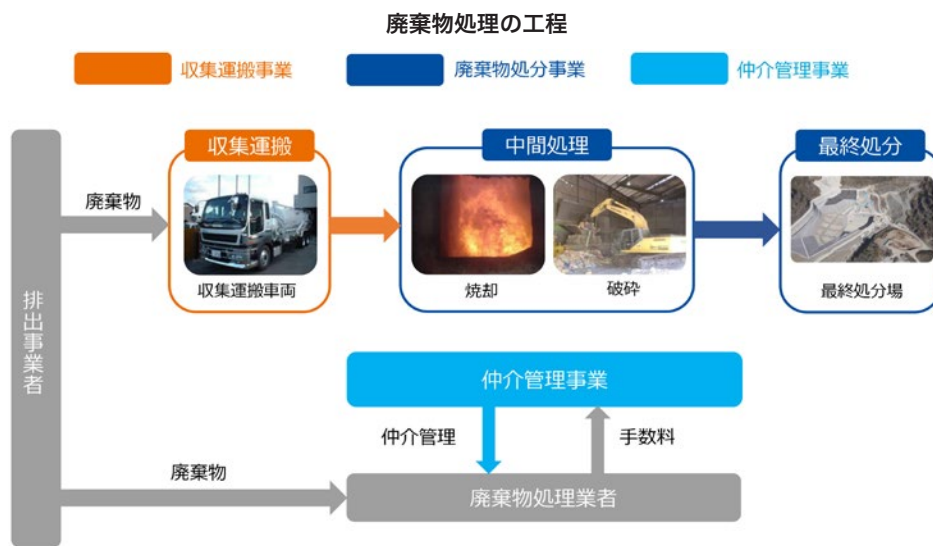 廃棄物処理の工程
収集運搬事業
廃棄物処分事業
仲介管理事業
収集運搬
中間処理
最終処分
廃棄物
収集運搬車両
焼却
破砕
最終処分場
排出事業者
仲介管理事業
仲介管理
手数料
廃棄物
廃棄物処理業者